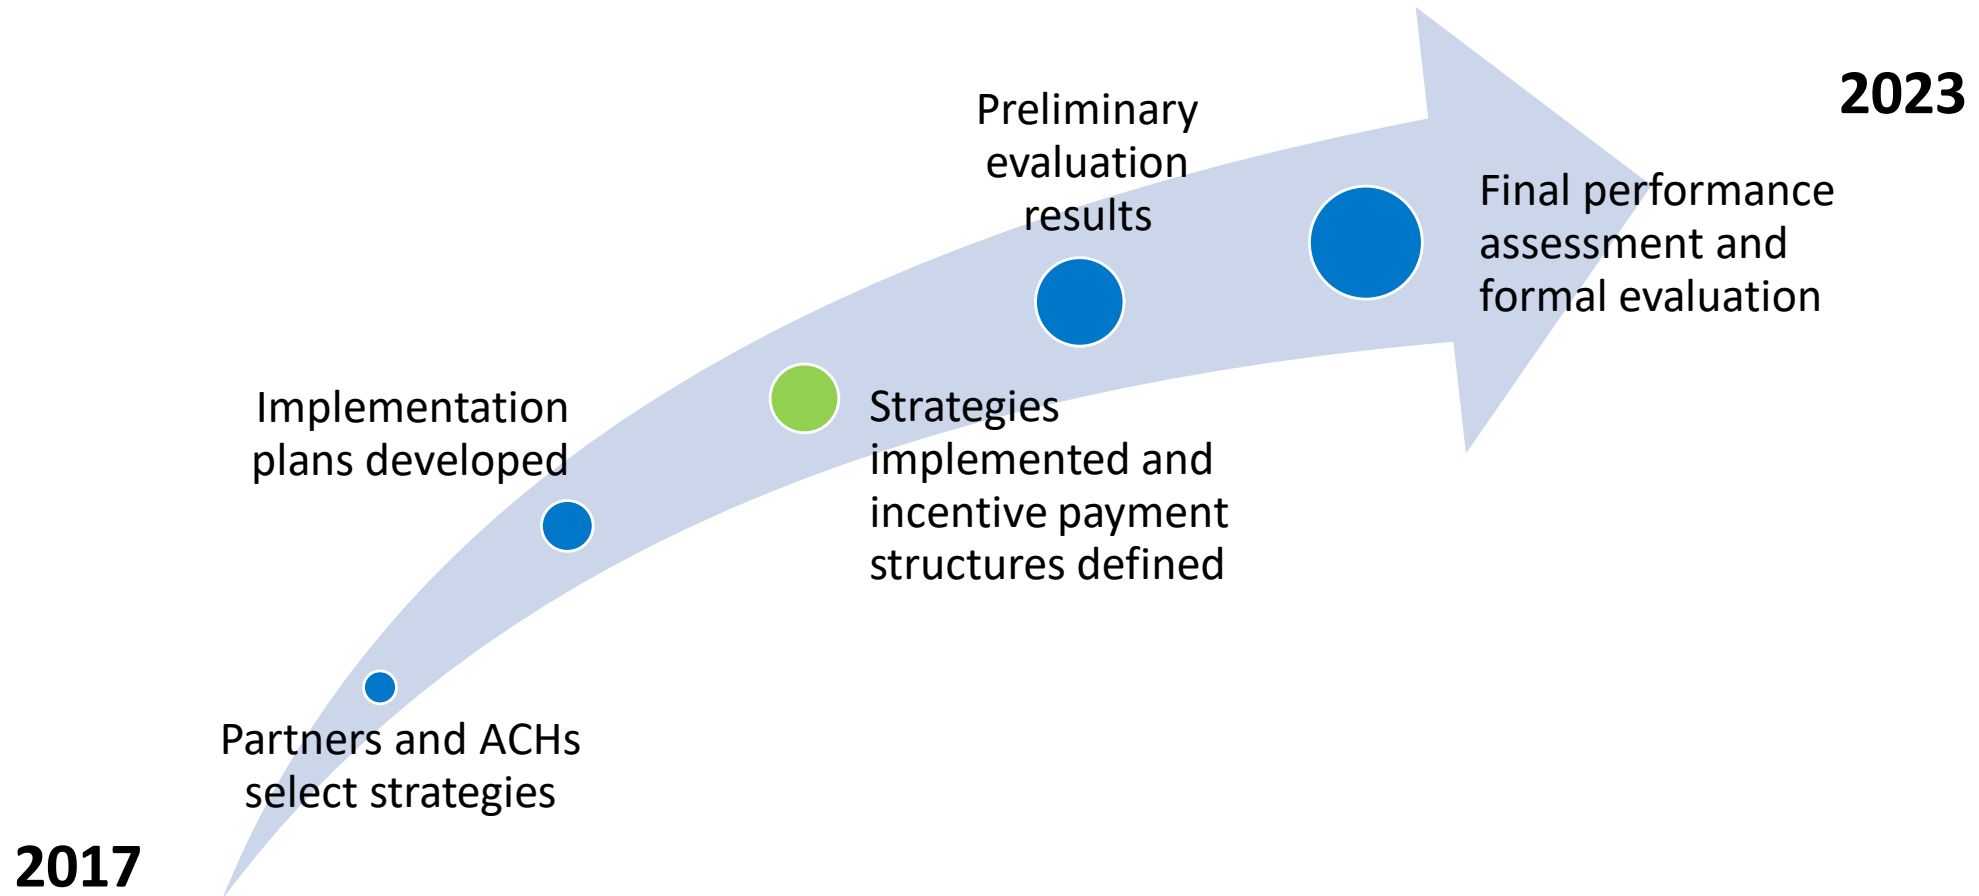 2017
Partners and ACHs
select strategies
Implementation
plans developed
Strategies
implemented and
incentive payment
structures defined
Preliminary
evaluation
results
Final performance
assessment and
formal evaluation
2023